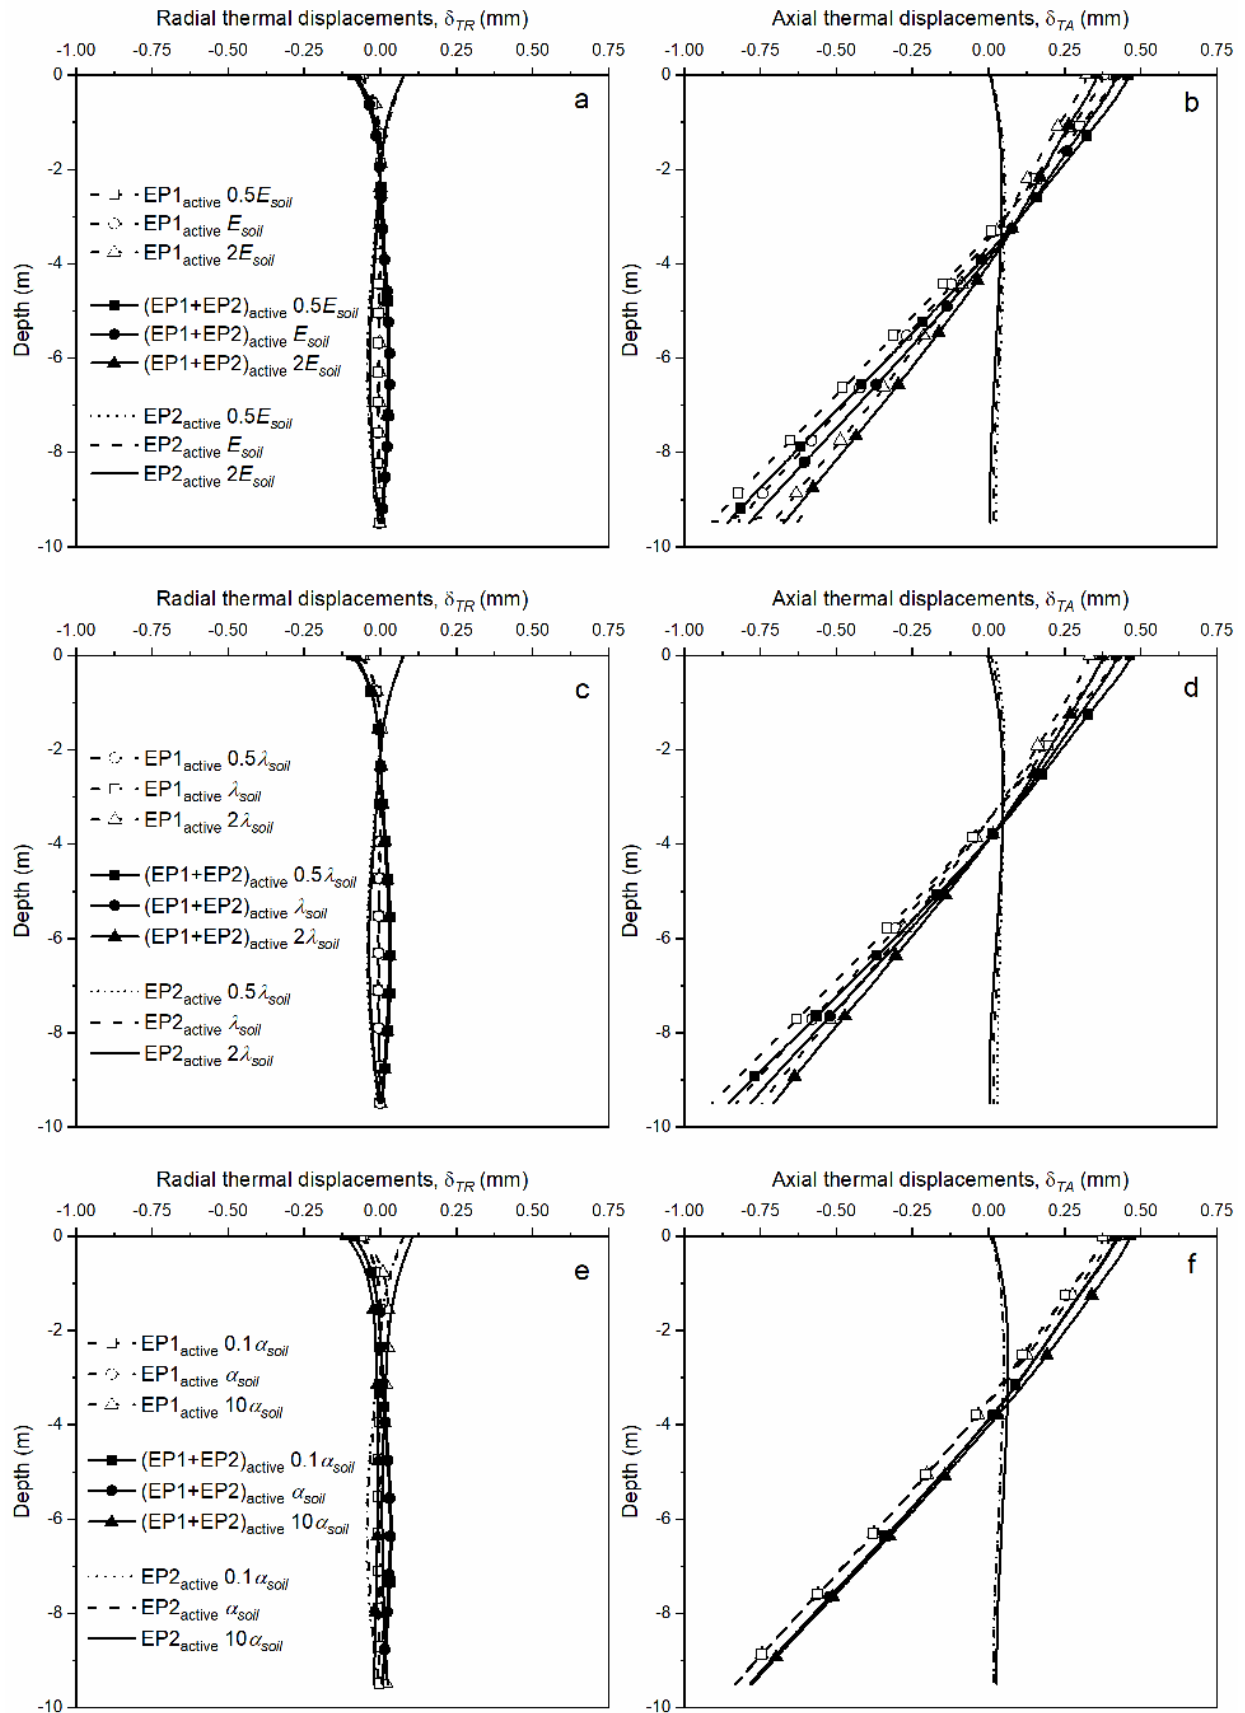 Radial thermal displacements, δTR (mm)
-1.00 -0.75 -0.50 -0.25 0.00 0.25 0.50 0.75
0
-2
-4
-6
-8
-10
Depth (m)
a
EP1active 0.5Esoil
EP1active Esoil
EP1active 2Esoil
(EP1+EP2)active 0.5Esoil
(EP1+EP2)active Esoil
(EP1+EP2)active 2Esoil
EP2active 0.5Esoil
EP2active Esoil
EP2active 2Esoil
Axial thermal displacements, δTA (mm)
-1.00 -0.75 -0.50 -0.25 0.00 0.25 0.50 0.75
0
-2
-4
-6
-8
-10
Depth (m)
b
Radial thermal displacements, δTR (mm)
-1.00 -0.75 -0.50 -0.25 0.00 0.25 0.50 0.75
0
-2
-4
-6
-8
-10
Depth (m)
c
EP1active 0.5λsoil
EP1active λsoil
EP1active 2λsoil
(EP1+EP2)active 0.5λsoil
(EP1+EP2)active λsoil
(EP1+EP2)active 2λsoil
EP2active 0.5λsoil
EP2active λsoil
EP2active 2λsoil
Axial thermal displacements, δTA (mm)
-1.00 -0.75 -0.50 -0.25 0.00 0.25 0.50 0.75
0
-2
-4
-6
-8
-10
Depth (m)
d
Radial thermal displacements, δTR (mm)
-1.00 -0.75 -0.50 -0.25 0.00 0.25 0.50 0.75
0
-2
-4
-6
-8
-10
Depth (m)
e
EP1active 0.1αsoil
EP1active αsoil
EP1active 10αsoil
(EP1+EP2)active 0.1αsoil
(EP1+EP2)active αsoil
(EP1+EP2)active 10αsoil
EP2active 0.1αsoil
EP2active αsoil
EP2active 10αsoil
Axial thermal displacements, δTA (mm)
-1.00 -0.75 -0.50 -0.25 0.00 0.25 0.50 0.75
0
-2
-4
-6
-8
-10
Depth (m)
f